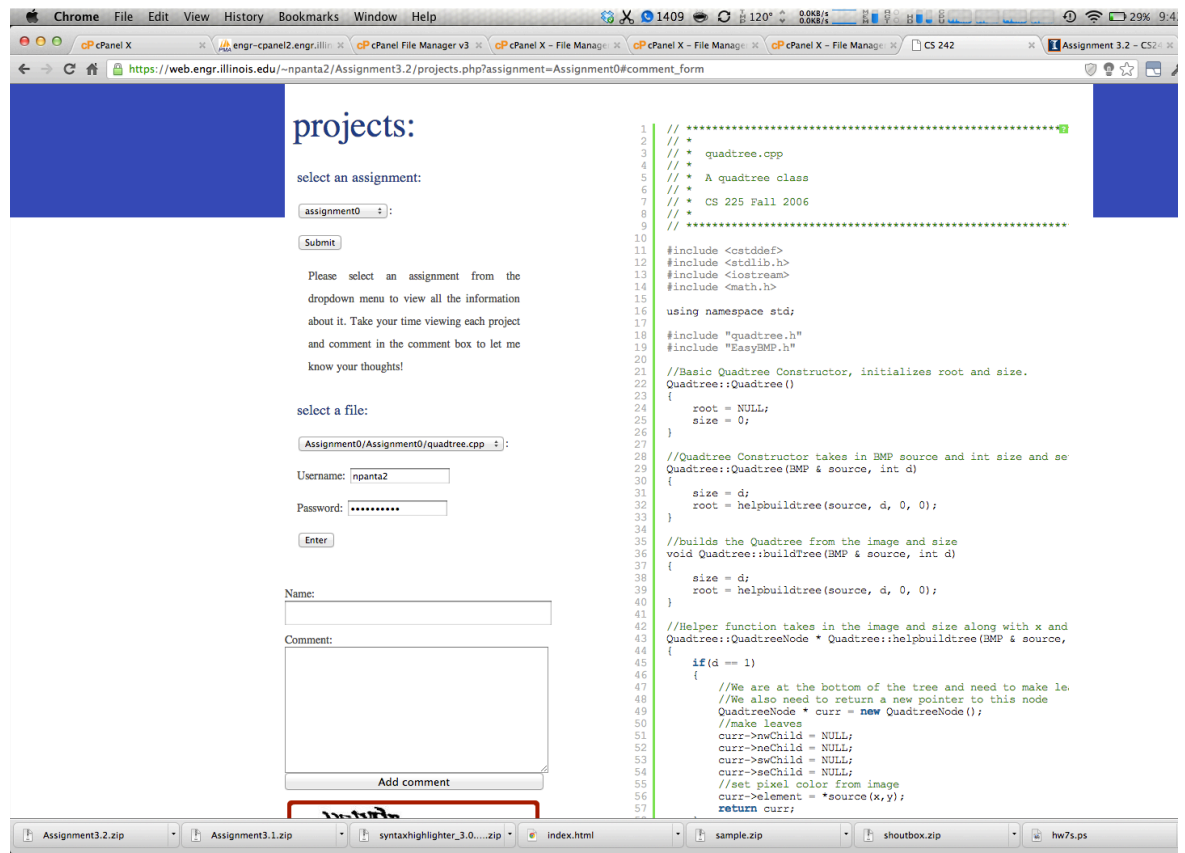 Chrome File Edit View History Bookmarks Window Help 1409 120° 0.0KB/s 0.0KB/s 29% 9:4
cPanel X
engr-cpanel2.engr.illin
cPanel File Manager v3
cPanel X – File Manage
cPanel X – File Manage
cPanel X – File Manage
CS 242
Assignment 3.2 – CS24
https://web.engr.illinois.edu/~npanta2/Assignment3.2/projects.php?assignment=Assignment0#comment_form
projects:
select an assignment:
assignment0 :
Submit
Please select an assignment from the
dropdown menu to view all the information
about it. Take your time viewing each project
and comment in the comment box to let me
know your thoughts!
select a file:
Assignment0/Assignment0/quadtree.cpp :
Username: npanta2
Password: ••••••••••
Enter
Name:
Comment:
Add comment
1 // **********************************************************?
2 // *
3 // * quadtree.cpp
4 // *
5 // * A quadtree class
6 // *
7 // * CS 225 Fall 2006
8 // *
9 // ***********************************************************
10
11 #include <cstddef>
12 #include <stdlib.h>
13 #include <iostream>
14 #include <math.h>
15
16 using namespace std;
17
18 #include "quadtree.h"
19 #include "EasyBMP.h"
20
21 //Basic Quadtree Constructor, initializes root and size.
22 Quadtree::Quadtree()
23 {
24 root = NULL;
25 size = 0;
26 }
27
28 //Quadtree Constructor takes in BMP source and int size and se
29 Quadtree::Quadtree(BMP & source, int d)
30 {
31 size = d;
32 root = helpbuildtree(source, d, 0, 0);
33 }
34
35 //builds the Quadtree from the image and size
36 void Quadtree::buildTree(BMP & source, int d)
37 {
38 size = d;
39 root = helpbuildtree(source, d, 0, 0);
40 }
41
42 //Helper function takes in the image and size along with x and
43 Quadtree::QuadtreeNode * Quadtree::helpbuildtree(BMP & source,
44 {
45 if(d == 1)
46 {
47 //We are at the bottom of the tree and need to make lea
48 //We also need to return a new pointer to this node
49 QuadtreeNode * curr = new QuadtreeNode();
50 //make leaves
51 curr->nwChild = NULL;
52 curr->neChild = NULL;
53 curr->swChild = NULL;
54 curr->seChild = NULL;
55 //set pixel color from image
56 curr->element = *source(x,y);
57 return curr;
Assignment3.2.zip
Assignment3.1.zip
syntaxhighlighter_3.0.....zip
index.html
sample.zip
shoutbox.zip
hw7s.ps